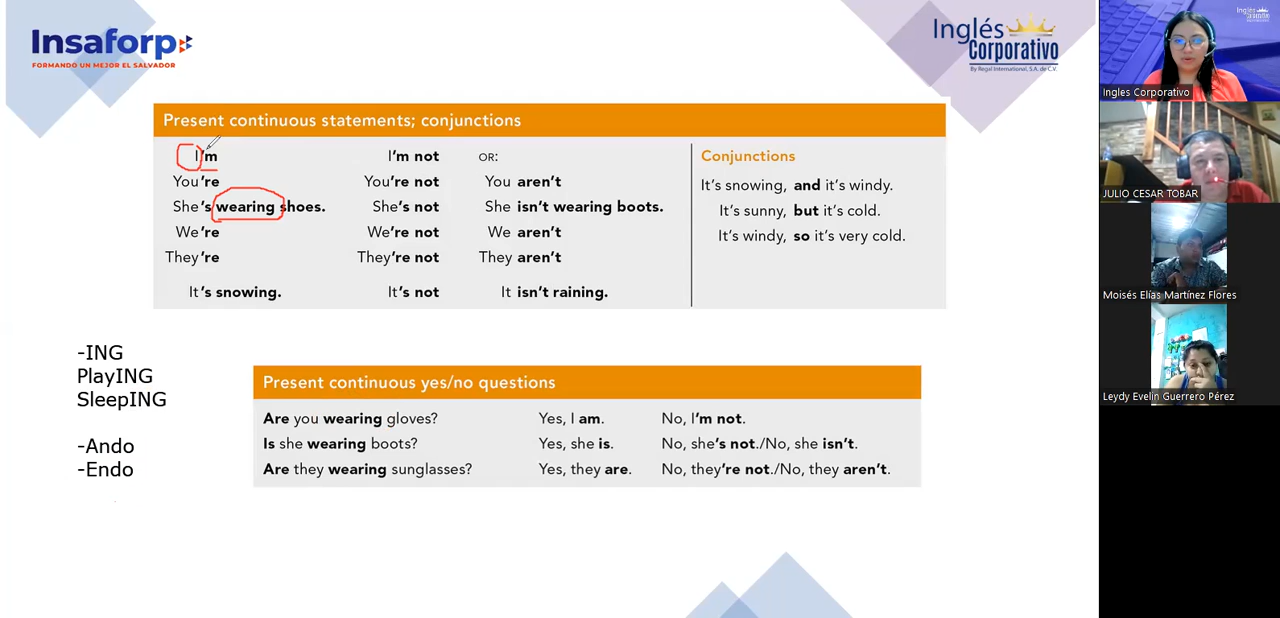 Insaforp
FORMANDO UN MEJOR EL SALVADOR
Inglés
Corporativo
By Regal International, S.A. de C.V.
Present continuous statements; conjunctions
I'm I'm not OR:
You're You're not You aren't
She's wearing shoes. She's not She isn't wearing boots.
We're We're not We aren't
They're They're not They aren't
It's snowing. It's not It isn't raining.
Conjunctions
It's snowing, and it's windy.
It's sunny, but it's cold.
It's windy, so it's very cold.
-ING
PlayING
SleepING
-Ando
-Endo
Present continuous yes/no questions
Are you wearing gloves? Yes, I am. No, I'm not.
Is she wearing boots? Yes, she is. No, she's not./No, she isn't.
Are they wearing sunglasses? Yes, they are. No, they're not./No, they aren't.
Inglés
Ingles Corporativo
JULIO CESAR TOBAR
Moisés Elías Martínez Flores
Leydy Evelin Guerrero Pérez